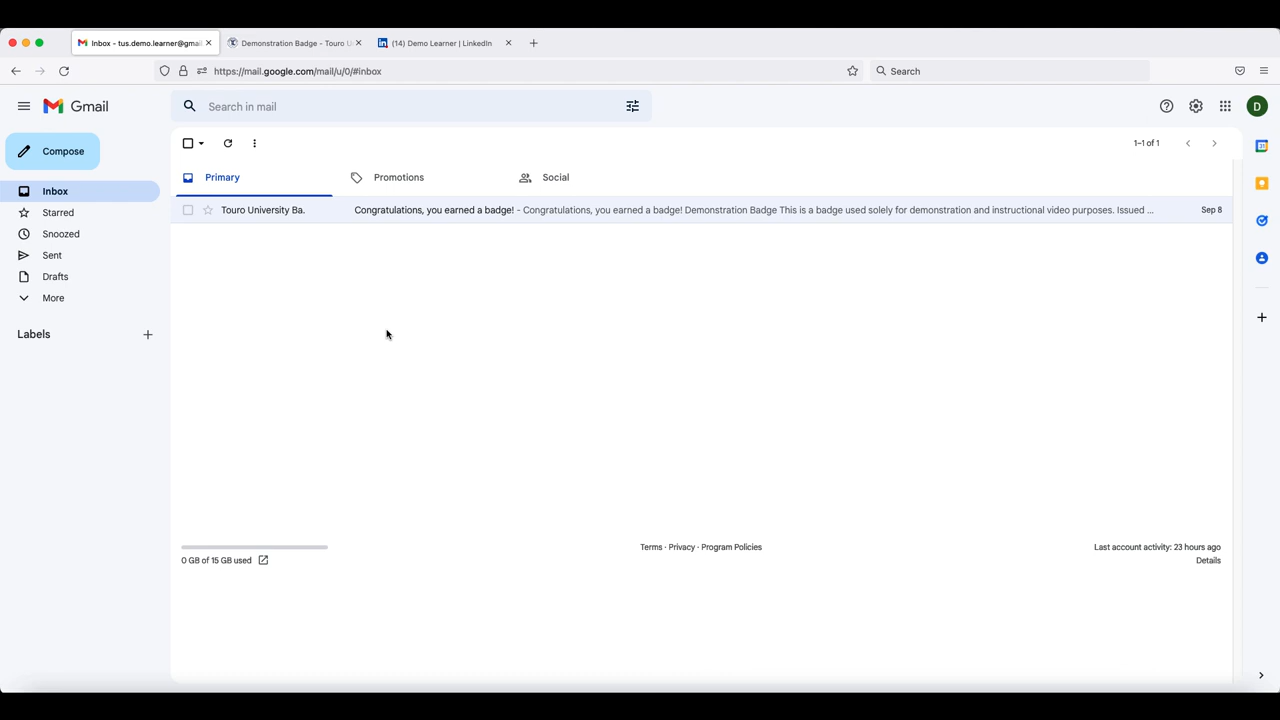 Inbox - tus.demo.learner@gmai
Demonstration Badge - Touro U
(14) Demo Learner | LinkedIn
https://mail.google.com/mail/u/0/#inbox
Search
Gmail
Search in mail
D
Compose
1–1 of 1
Inbox
Primary
Promotions
Social
Starred
Touro University Ba.
Congratulations, you earned a badge! - Congratulations, you earned a badge! Demonstration Badge This is a badge used solely for demonstration and instructional video purposes. Issued ...
Sep 8
Snoozed
Sent
Drafts
More
Labels
0 GB of 15 GB used
Terms · Privacy · Program Policies
Last account activity: 23 hours ago
Details